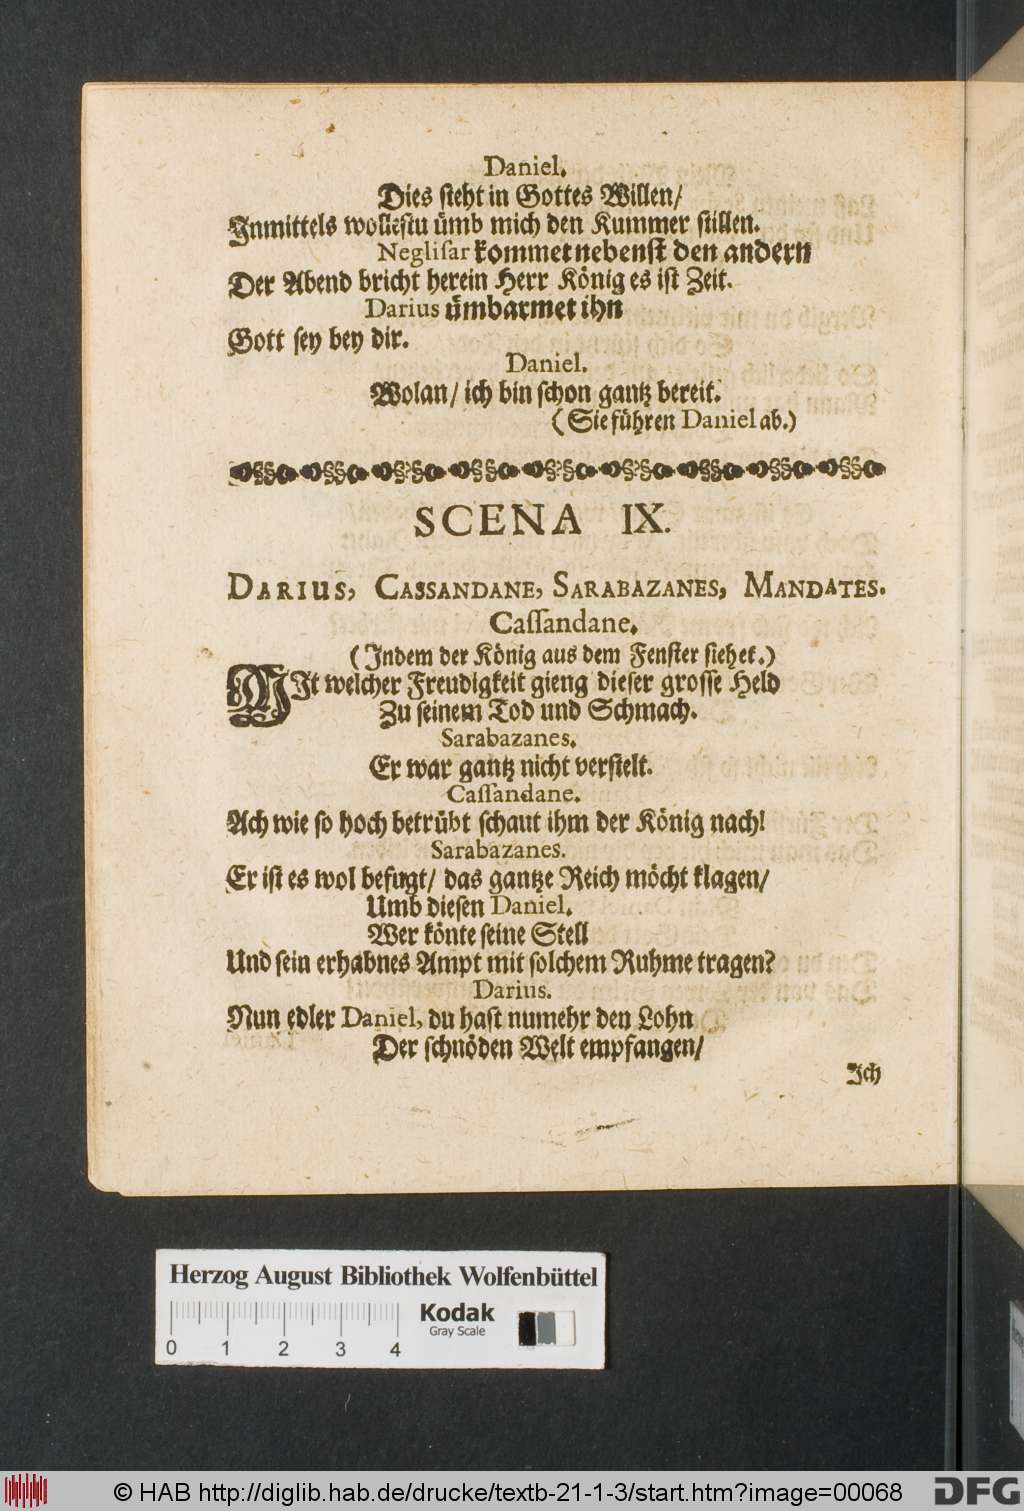 Daniel.
Dies steht in Gottes Willen/
Inmittels wollestu ümb mich den Kummer stillen.
Neglisar kommet nebenst den andern
Der Abend bricht herein Herr König es ist Zeit.
Darius ümbarmet ihn
Gott sey bey dir.
Daniel.
Wolan/ ich bin schon gantz bereit.
(Sie führen Daniel ab.)
SCENA IX.
DARIUS, CASSANDANE, SARABAZANES, MANDATES.
Cassandane.
(Indem der König aus dem Fenster siehet.)
MIt welcher Freudigkeit gieng dieser grosse Held
Zu seinem Tod und Schmach.
Sarabazanes.
Er war gantz nicht verstelt.
Cassandane.
Ach wie so hoch betrübt schaut ihm der König nach!
Sarabazanes.
Er ist es wol befugt/ das gantze Reich möcht klagen/
Umb diesen Daniel.
Wer könte seine Stell
Und sein erhabnes Ampt mit solchem Ruhme tragen?
Darius.
Nun edler Daniel, du hast numehr den Lohn
Der schnöden Welt empfangen/
Ich
Herzog August Bibliothek Wolfenbüttel
Kodak
Gray Scale
0 1 2 3 4
© HAB http://diglib.hab.de/drucke/textb-21-1-3/start.htm?image=00068
DFG